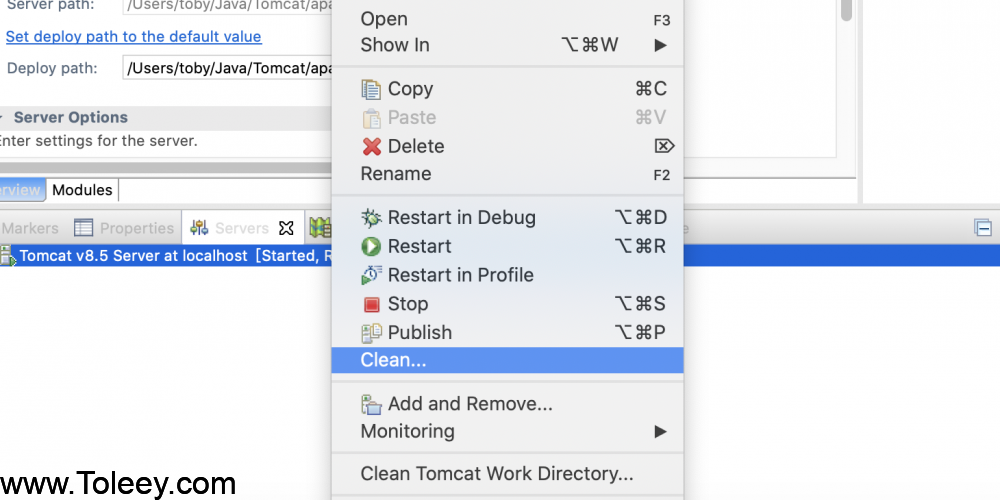 Server path: /Users/toby/Java/Tomcat/apa
Set deploy path to the default value
Deploy path: /Users/toby/Java/Tomcat/apa
Server Options
Enter settings for the server.
erview Modules
Markers Properties Servers
Tomcat v8.5 Server at localhost [Started, R
Open F3
Show In ⌥⌘W ▶
Copy ⌘C
Paste ⌘V
Delete ⌦
Rename F2
Restart in Debug ⌥⌘D
Restart ⌥⌘R
Restart in Profile
Stop ⌥⌘S
Publish ⌥⌘P
Clean...
Add and Remove...
Monitoring ▶
Clean Tomcat Work Directory...
www.Toleey.com